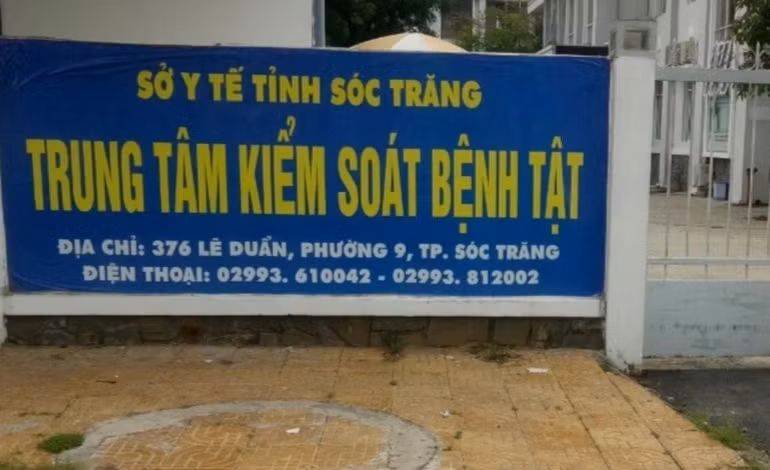 SỞ Y TẾ TỈNH SÓC TRĂNG
TRUNG TÂM KIỂM SOÁT BỆNH TẬT
ĐỊA CHỈ: 376 LÊ DUẨN, PHƯỜNG 9, TP. SÓC TRĂNG
ĐIỆN THOẠI: 02993. 610042 - 02993. 812002